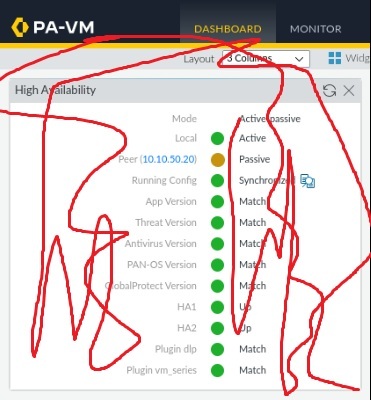 PA-VM
DASHBOARD
MONITOR
Layout
3 Columns
Widg
High Availability
Mode Active-passive
Local Active
Peer (10.10.50.20) Passive
Running Config Synchronized
App Version Match
Threat Version Match
Antivirus Version Match
PAN-OS Version Match
GlobalProtect Version Match
HA1 Up
HA2 Up
Plugin dlp Match
Plugin vm_series Match